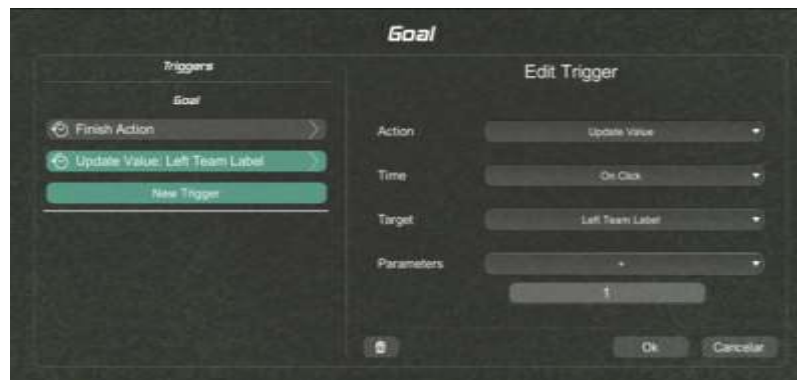 Goal
Triggers
Goal
Finish Action
Update Value: Left Team Label
New Trigger
Edit Trigger
Action
Update Value
Time
On Click
Target
Left Team Label
Parameters
+
1
Ok
Cancelar